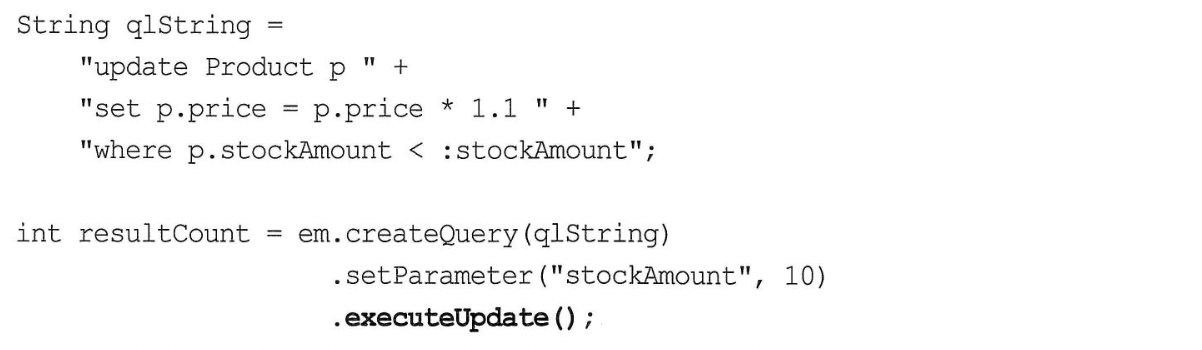 String qlString =
    "update Product p " +
    "set p.price = p.price * 1.1 " +
    "where p.stockAmount < :stockAmount";

int resultCount = em.createQuery(qlString)
                    .setParameter("stockAmount", 10)
                    .executeUpdate();